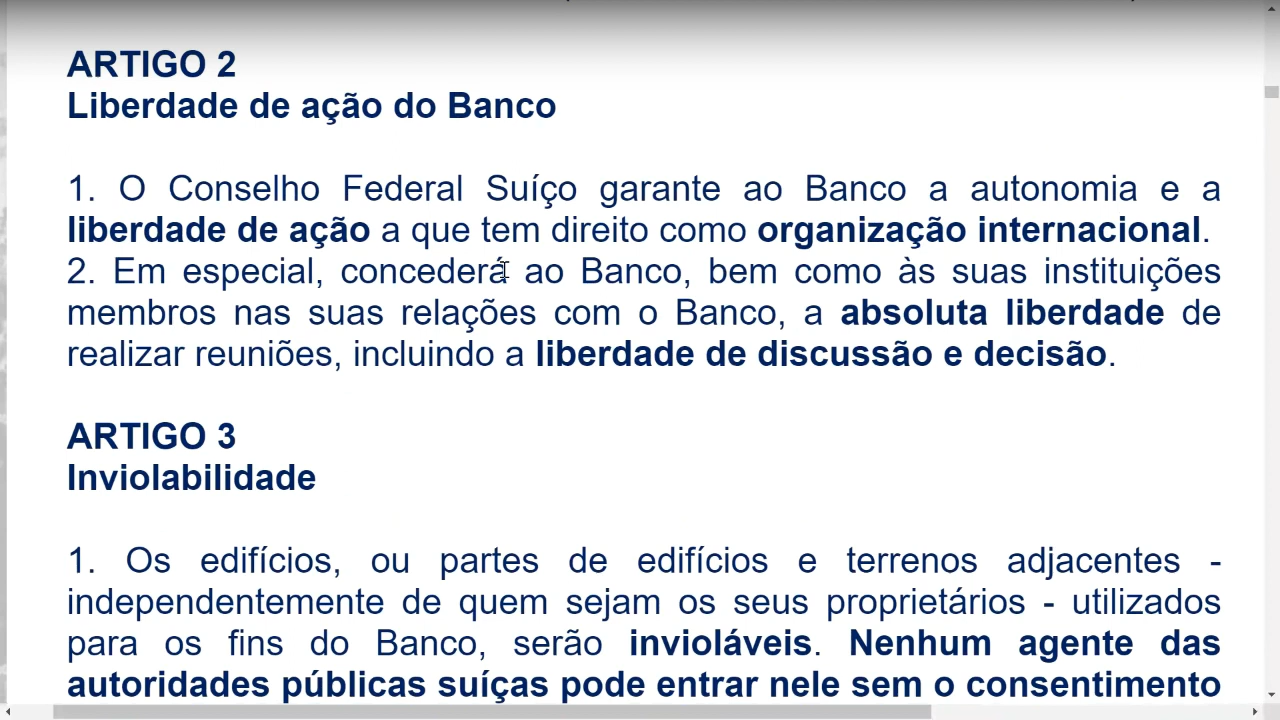 ARTIGO 2
Liberdade de ação do Banco
1. O Conselho Federal Suíço garante ao Banco a autonomia e a
liberdade de ação a que tem direito como organização internacional.
2. Em especial, concederá ao Banco, bem como às suas instituições
membros nas suas relações com o Banco, a absoluta liberdade de
realizar reuniões, incluindo a liberdade de discussão e decisão.
ARTIGO 3
Inviolabilidade
1. Os edifícios, ou partes de edifícios e terrenos adjacentes -
independentemente de quem sejam os seus proprietários - utilizados
para os fins do Banco, serão invioláveis. Nenhum agente das
autoridades públicas suíças pode entrar nele sem o consentimento